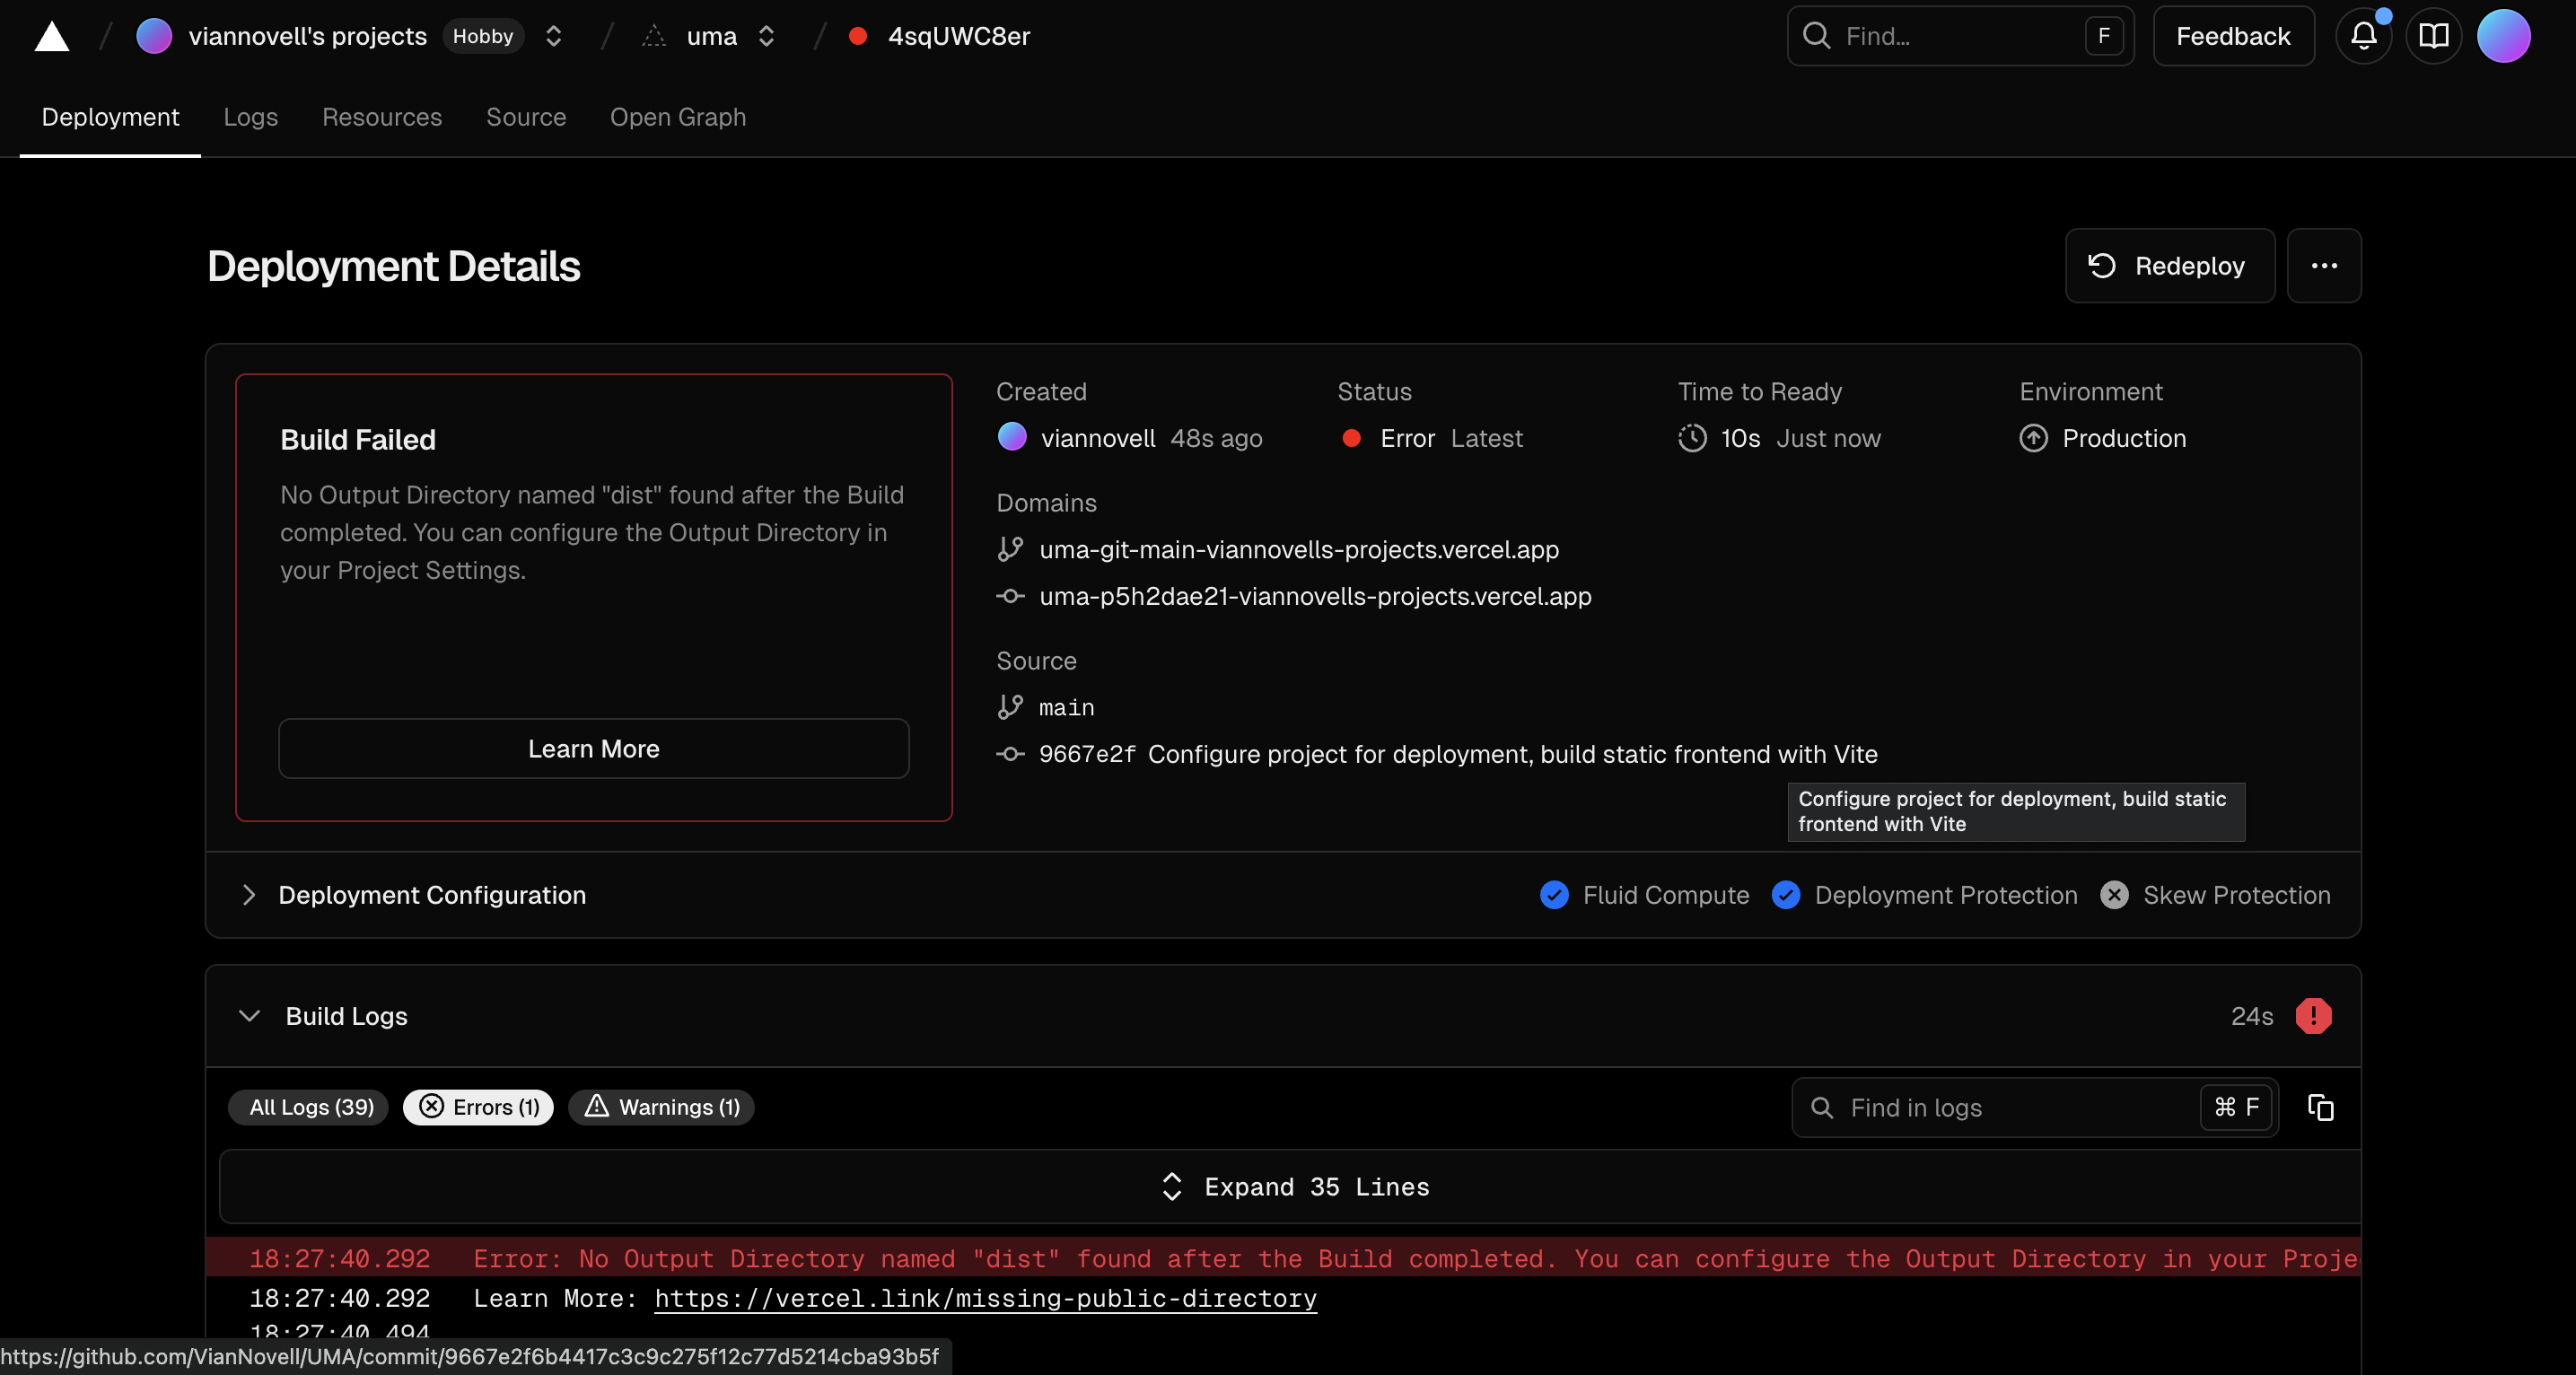 viannovell's projects Hobby uma 4sqUWC8er Find... F Feedback
Deployment Logs Resources Source Open Graph
Deployment Details
Redeploy
Build Failed
No Output Directory named "dist" found after the Build
completed. You can configure the Output Directory in
your Project Settings.
Learn More
Created Status Time to Ready Environment
viannovell 48s ago Error Latest 10s Just now Production
Domains
uma-git-main-viannovells-projects.vercel.app
uma-p5h2dae21-viannovells-projects.vercel.app
Source
main
9667e2f Configure project for deployment, build static frontend with Vite
Configure project for deployment, build static
frontend with Vite
Deployment Configuration Fluid Compute Deployment Protection Skew Protection
Build Logs 24s
All Logs (39) Errors (1) Warnings (1) Find in logs ⌘ F
Expand 35 Lines
18:27:40.292 Error: No Output Directory named "dist" found after the Build completed. You can configure the Output Directory in your Proje
18:27:40.292 Learn More: https://vercel.link/missing-public-directory
18:27:40.494
https://github.com/VianNovell/UMA/commit/9667e2f6b4417c3c9c275f12c77d5214cba93b5f